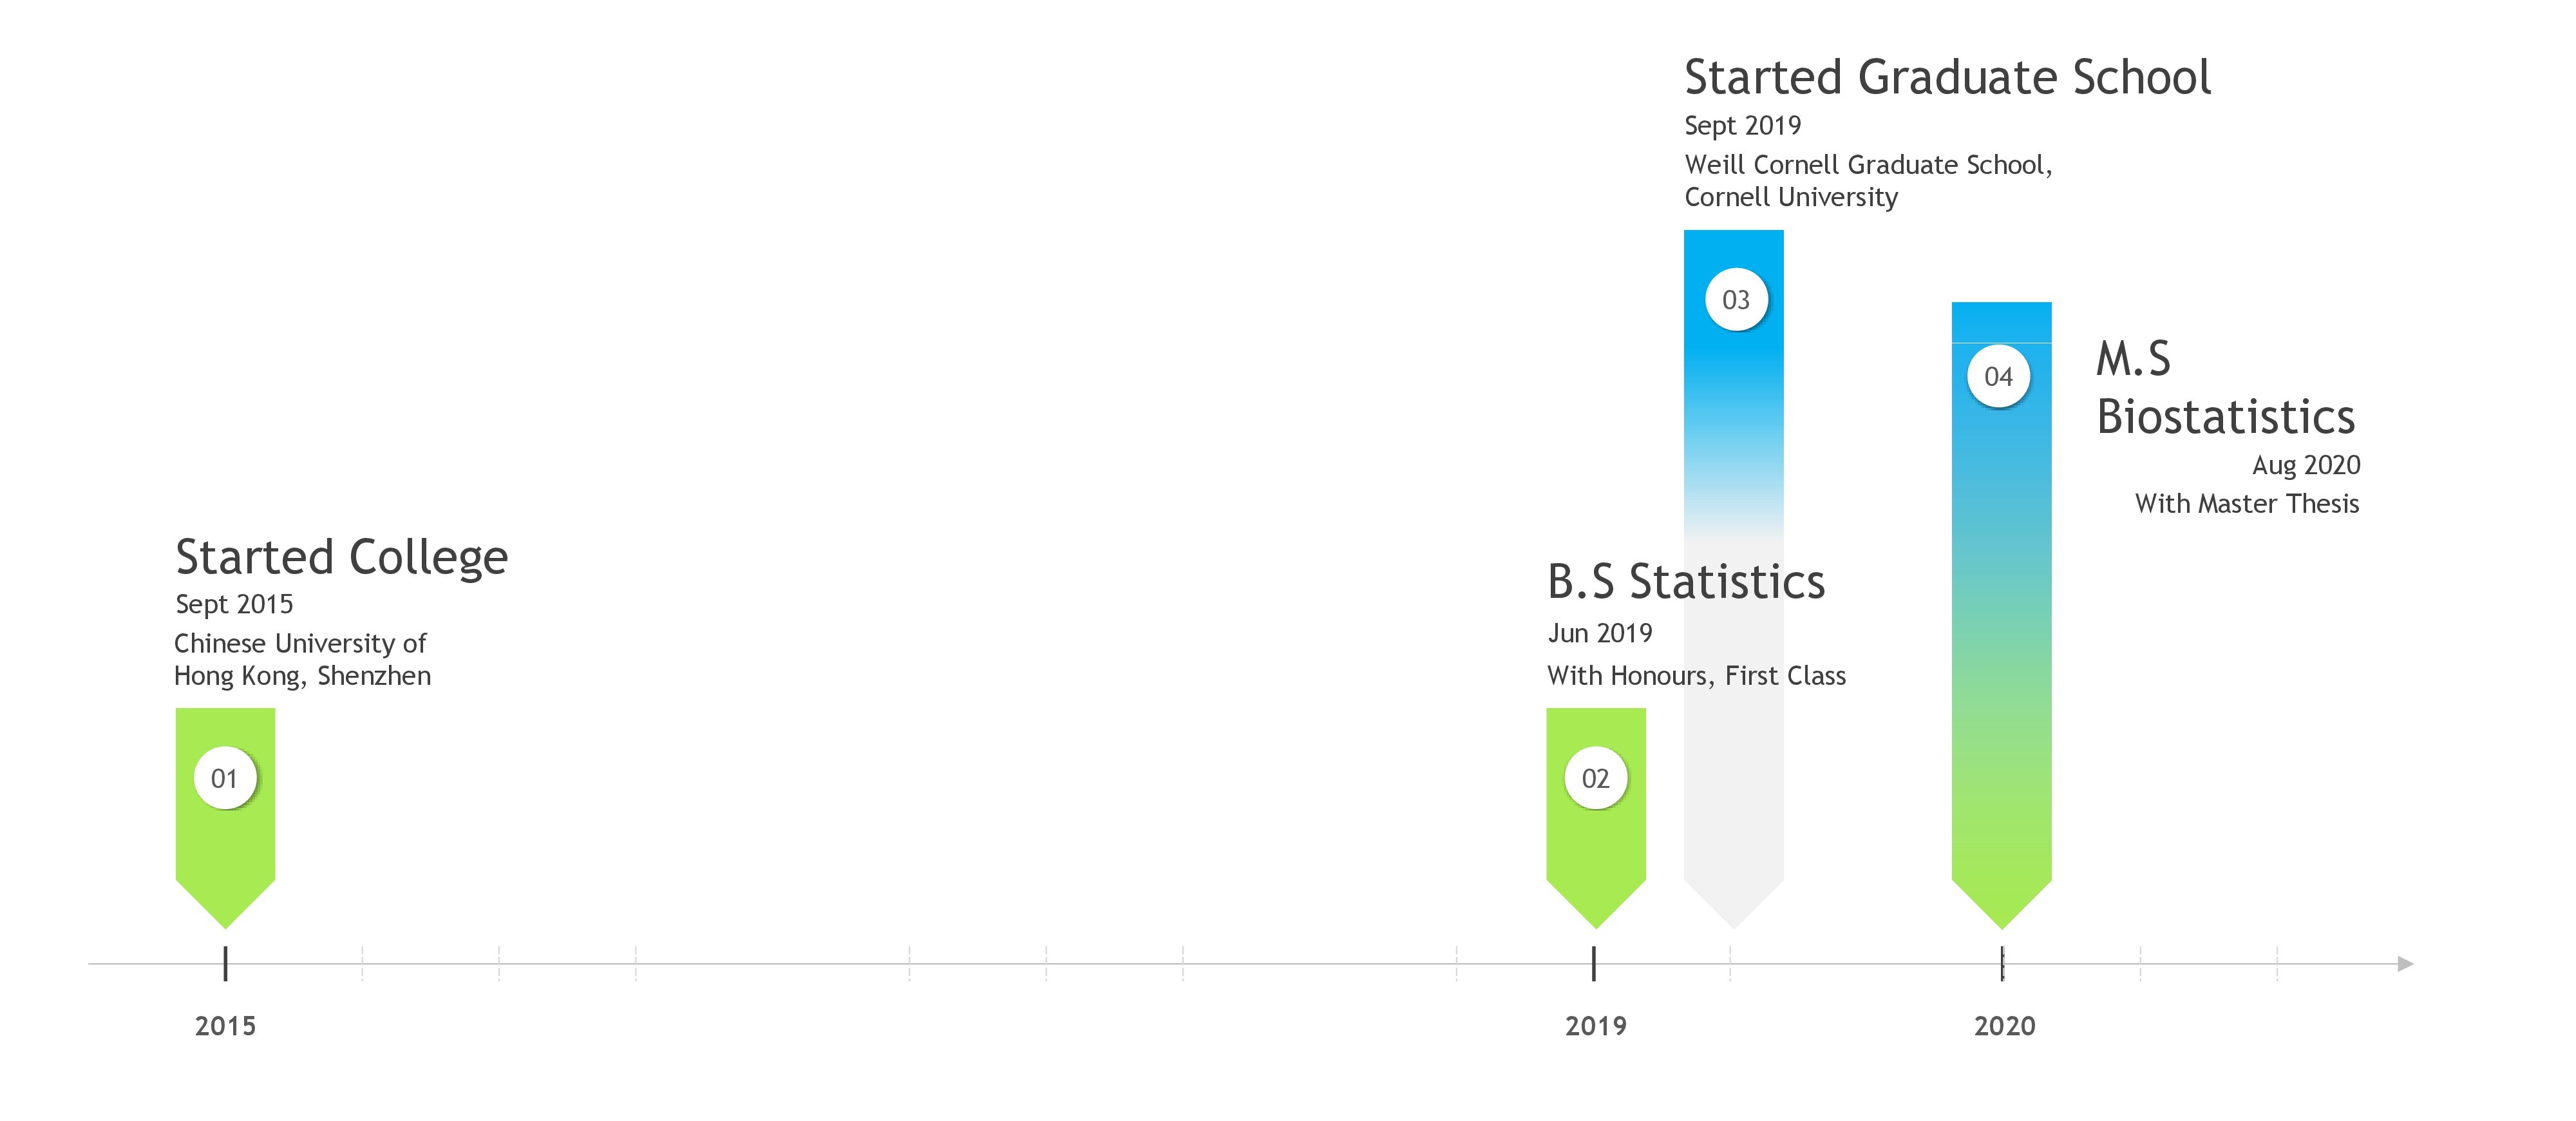 Started College
Sept 2015
Chinese University of
Hong Kong, Shenzhen
01
B.S Statistics
Jun 2019
With Honours, First Class
02
Started Graduate School
Sept 2019
Weill Cornell Graduate School,
Cornell University
03
M.S
Biostatistics
Aug 2020
With Master Thesis
04
2015
2019
2020